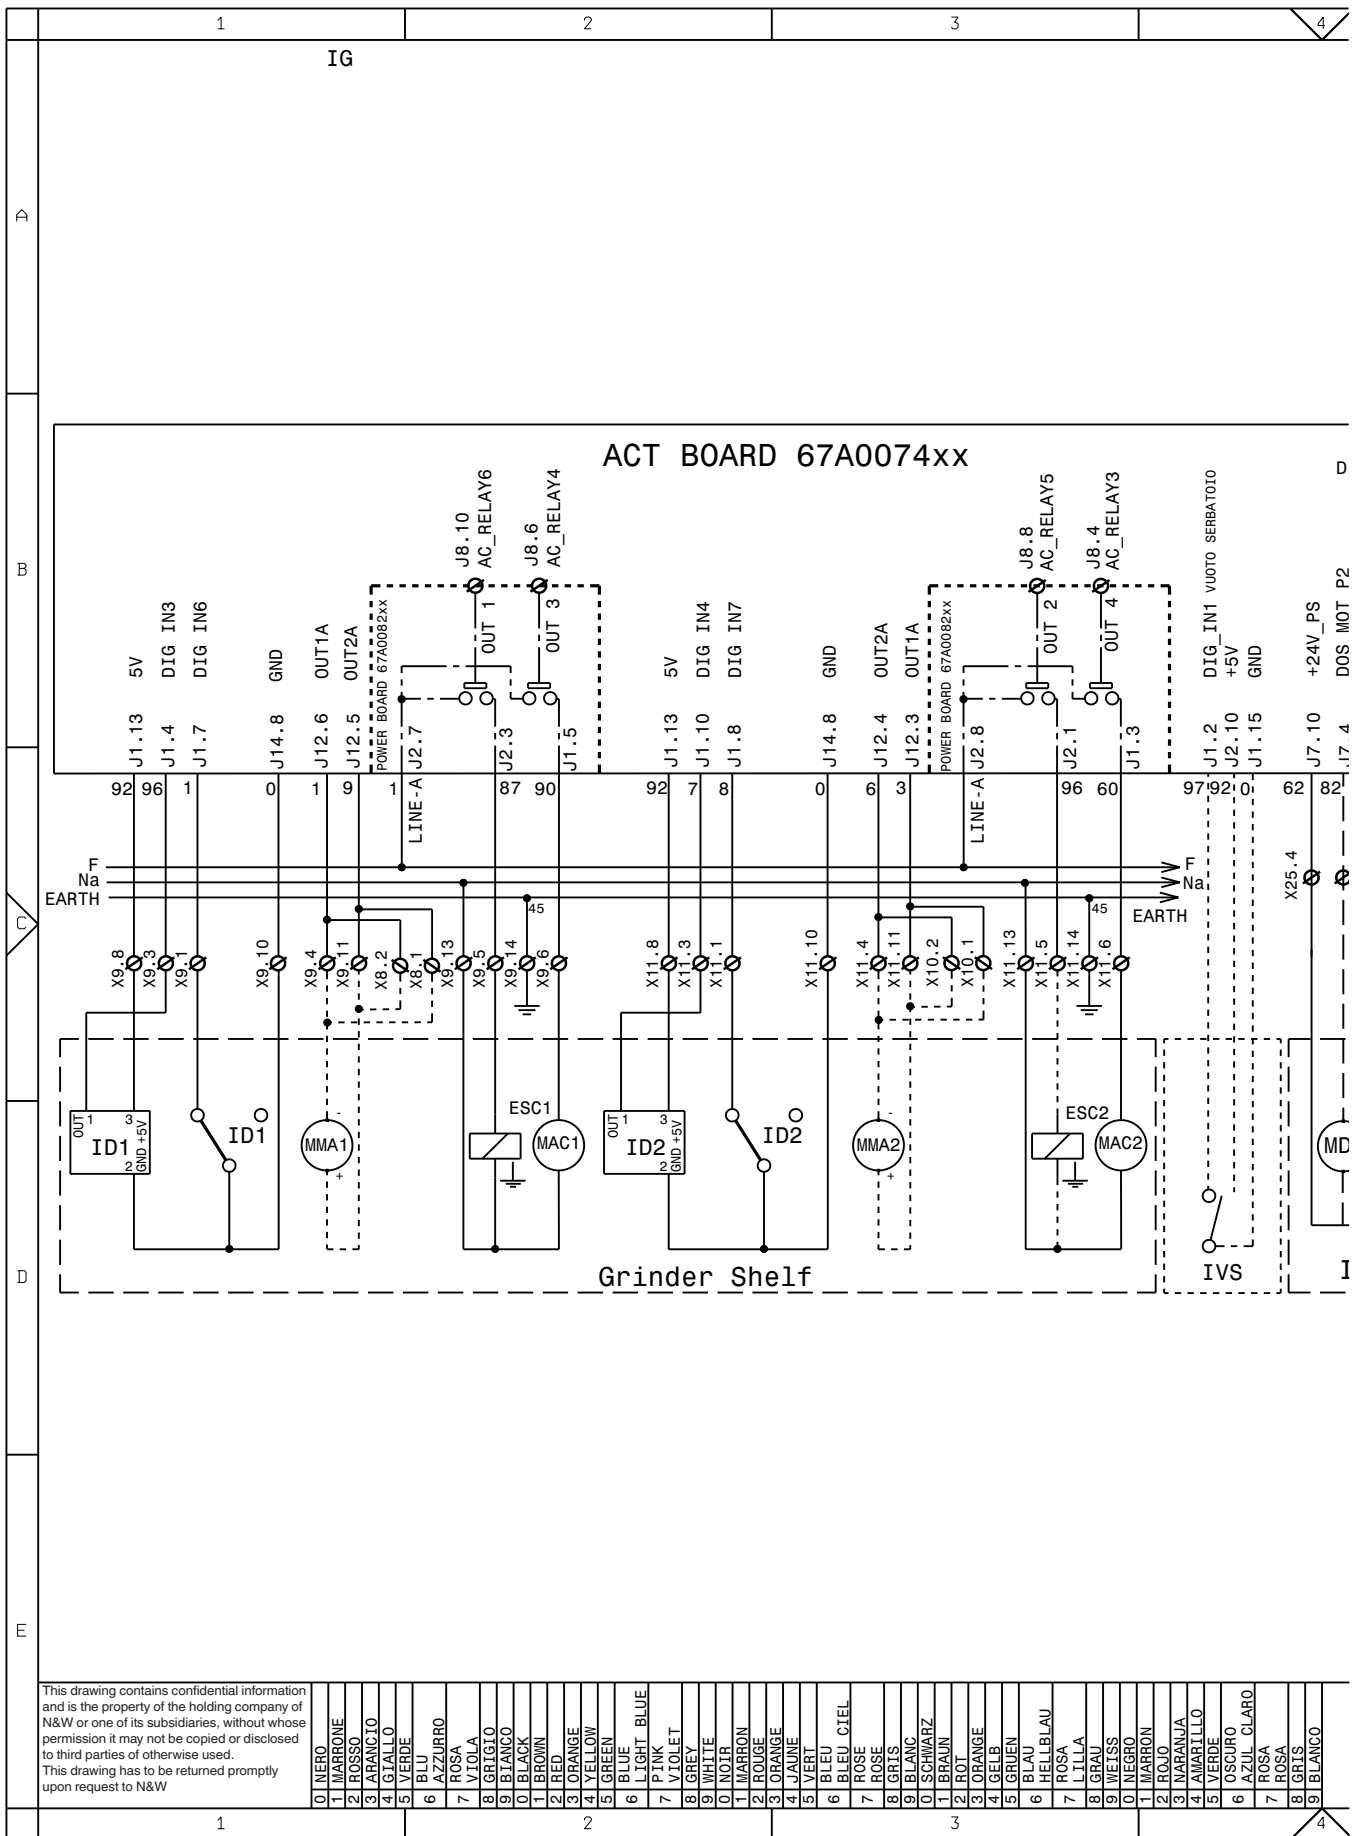 1
2
3
4
IG
A
B
C
D
E
ACT BOARD 67A0074xx
D
J8.10
AC_RELAY6
J8.6
AC_RELAY4
J8.8
AC_RELAY5
J8.4
AC_RELAY3
OUT 1
OUT 3
OUT 2
OUT 4
POWER BOARD 67A0082xx
POWER BOARD 67A0082xx
J1.13 5V
J1.4 DIG IN3
J1.7 DIG IN6
J14.8 GND
J12.6 OUT1A
J12.5 OUT2A
J2.7
J2.3
J1.5
J1.13 5V
J1.10 DIG IN4
J1.8 DIG IN7
J14.8 GND
J12.4 OUT2A
J12.3 OUT1A
J2.8
J2.1
J1.3
J1.2 DIG_IN1 VUOTO SERBATOIO
J2.10 +5V
J1.15 GND
J7.10 +24V_PS
J7.4 DOS MOT P2
92 96 1 0 1 9 1 87 90 92 7 8 0 6 3 96 60 97 92 0 62 82
LINE-A
LINE-A
F
Na
EARTH
F
Na
EARTH
45
45
X25.4
X9.8
X9.3
X9.1
X9.10
X9.4
X9.11
X8.2
X8.1
X9.13
X9.5
X9.14
X9.6
X11.8
X11.3
X11.1
X11.10
X11.4
X11.11
X10.2
X10.1
X11.13
X11.5
X11.14
X11.6
OUT 1 3
ID1
2 GND +5V
ID1
- MMA1 +
ESC1
MAC1
OUT 1 3
ID2
2 GND +5V
ID2
- MMA2 +
ESC2
MAC2
MD
IVS
I
Grinder Shelf
This drawing contains confidential information
and is the property of the holding company of
N&W or one of its subsidiaries, without whose
permission it may not be copied or disclosed
to third parties of otherwise used.
This drawing has to be returned promptly
upon request to N&W
0 NERO
1 MARRONE
2 ROSSO
3 ARANCIO
4 GIALLO
5 VERDE
6 BLU
AZZURRO
7 ROSA
VIOLA
8 GRIGIO
9 BIANCO
0 BLACK
1 BROWN
2 RED
3 ORANGE
4 YELLOW
5 GREEN
6 BLUE
LIGHT BLUE
7 PINK
VIOLET
8 GREY
9 WHITE
0 NOIR
1 MARRON
2 ROUGE
3 ORANGE
4 JAUNE
5 VERT
6 BLEU
BLEU CIEL
7 ROSE
ROSE
8 GRIS
9 BLANC
0 SCHWARZ
1 BRAUN
2 ROT
3 ORANGE
4 GELB
5 GRUEN
6 BLAU
HELLBLAU
7 ROSA
LILLA
8 GRAU
9 WEISS
0 NEGRO
1 MARRON
2 ROJO
3 NARANJA
4 AMARILLO
5 VERDE
6 OSCURO
AZUL CLARO
7 ROSA
ROSA
8 GRIS
9 BLANCO
1
2
3
4